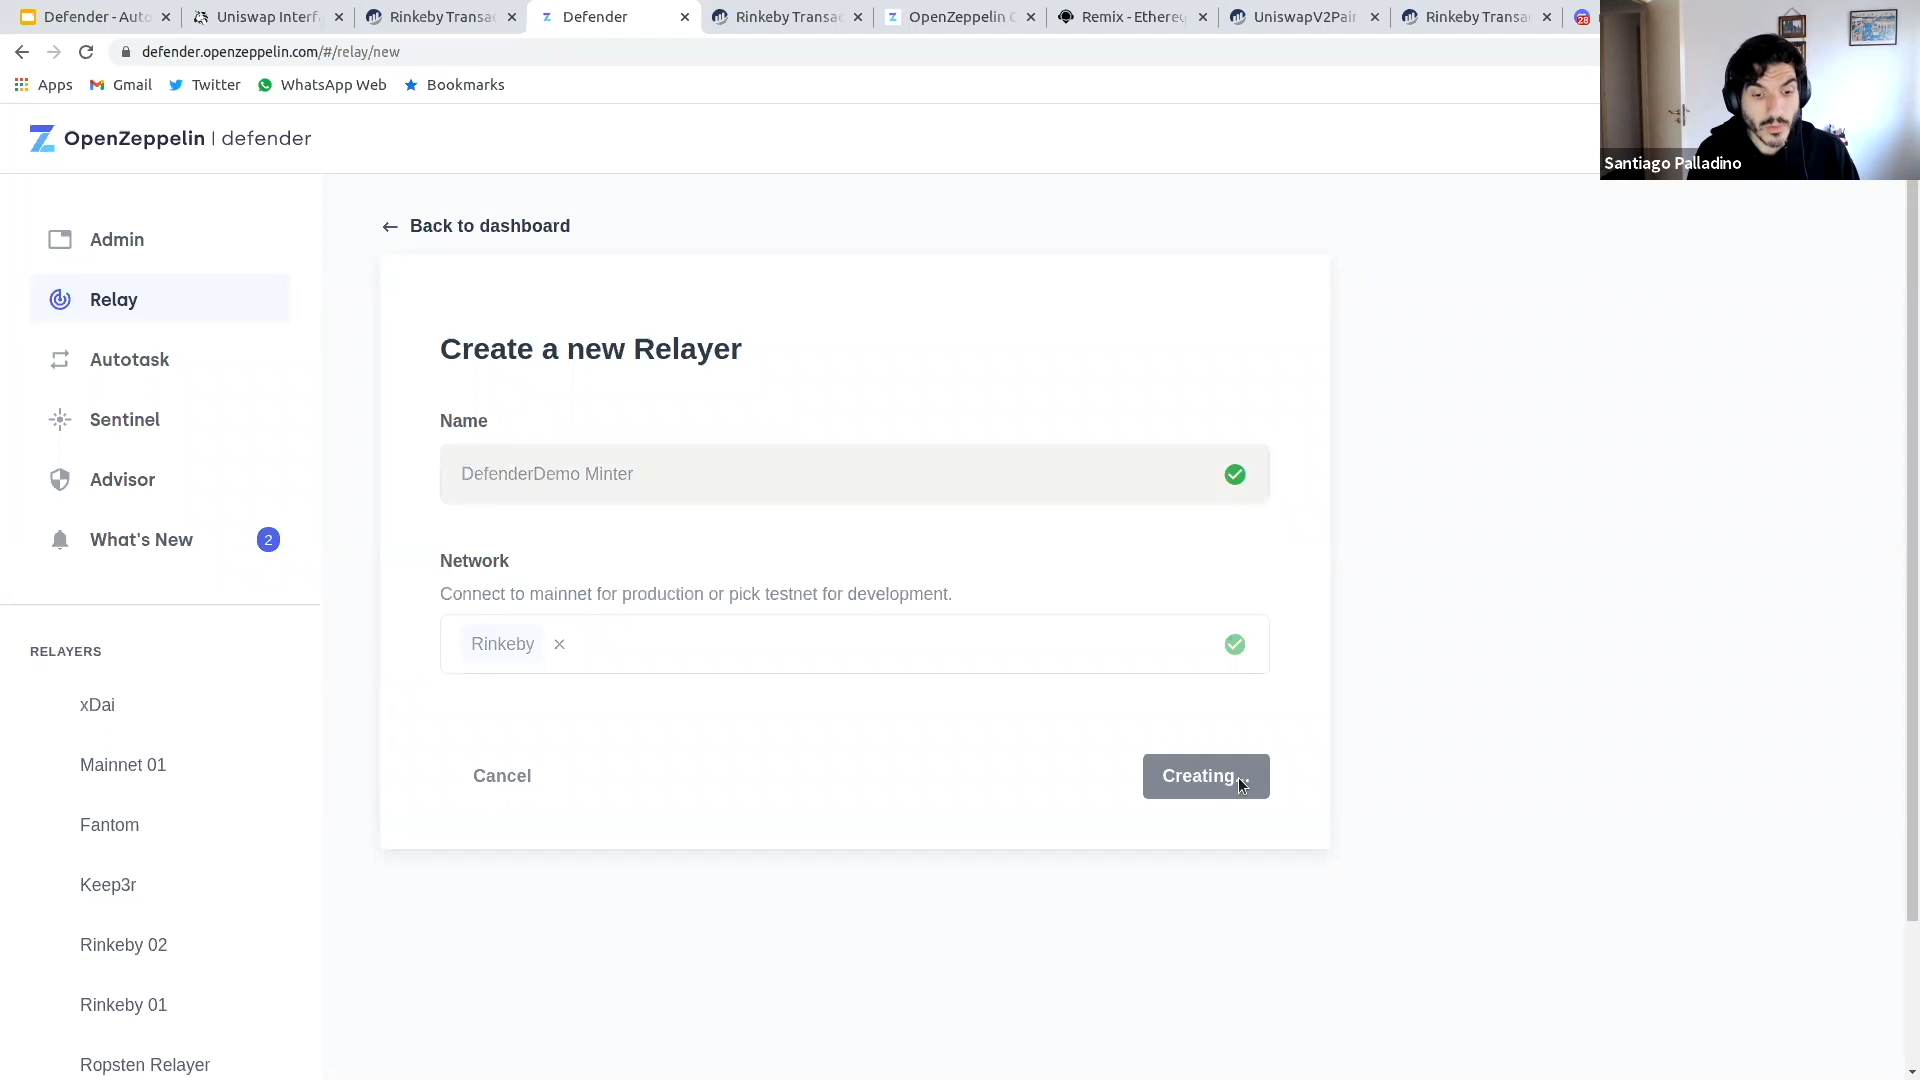 Defender - Auto
Uniswap Interf
Rinkeby Transa
Defender
Rinkeby Transa
OpenZeppelin C
Remix - Ethere
UniswapV2Pair
Rinkeby Transa
28
defender.openzeppelin.com/#/relay/new
Apps
Gmail
Twitter
WhatsApp Web
Bookmarks
Santiago Palladino
OpenZeppelin | defender
Admin
Relay
Autotask
Sentinel
Advisor
What's New
2
RELAYERS
xDai
Mainnet 01
Fantom
Keep3r
Rinkeby 02
Rinkeby 01
Ropsten Relayer
← Back to dashboard
Create a new Relayer
Name
DefenderDemo Minter
Network
Connect to mainnet for production or pick testnet for development.
Rinkeby ×
Cancel
Creating...